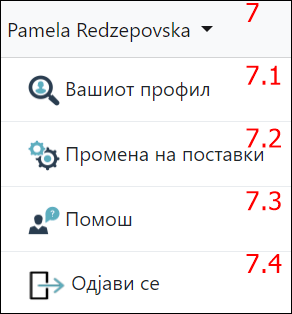 7
Pamela Redzepovska
7.1
Вашиот профил
7.2
Промена на поставки
7.3
Помош
7.4
Одјави се